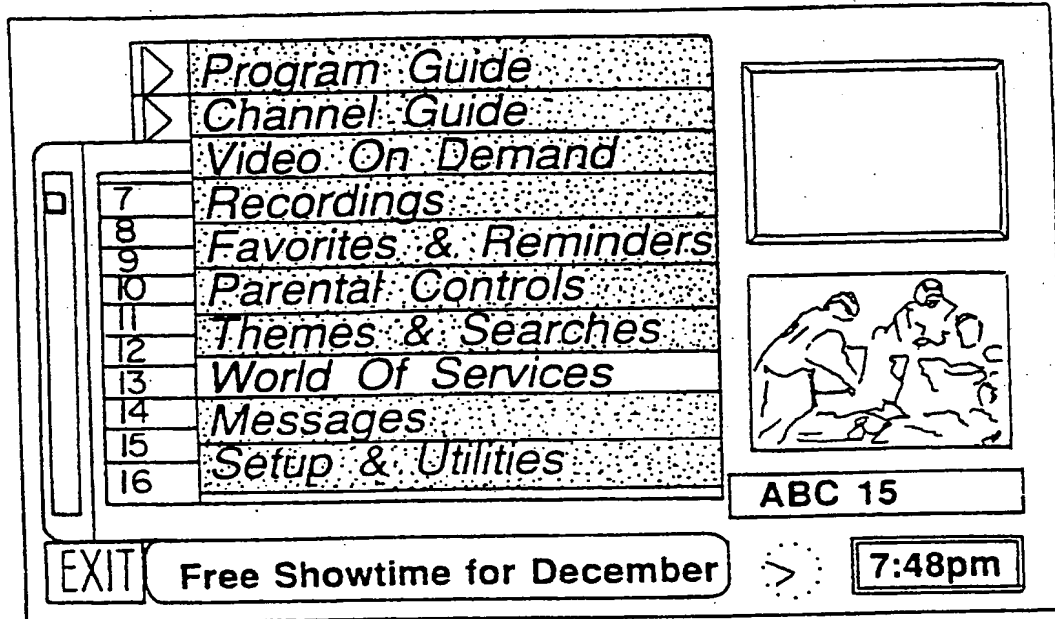 Program Guide
Channel Guide
Video On Demand
7 Recordings
8 Favorites & Reminders
9
10 Parental Controls
11 Themes & Searches
12
13 World Of Services
14 Messages
15 Setup & Utilities
16
ABC 15
EXIT Free Showtime for December 7:48pm